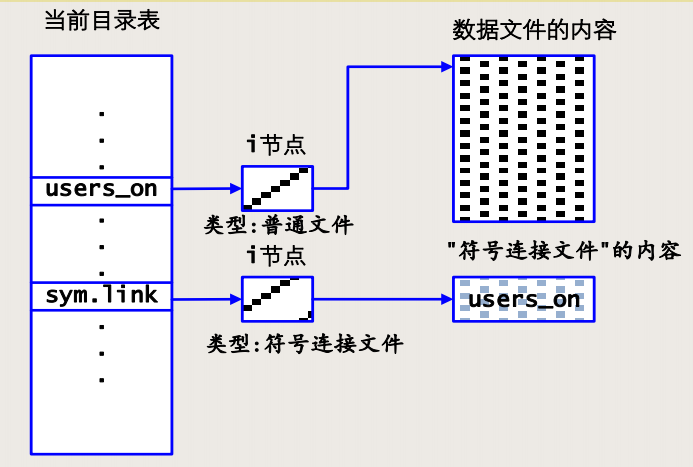 当前目录表
数据文件的内容
i节点
users_on
类型:普通文件
i节点
"符号连接文件"的内容
sym.link
users_on
类型:符号连接文件